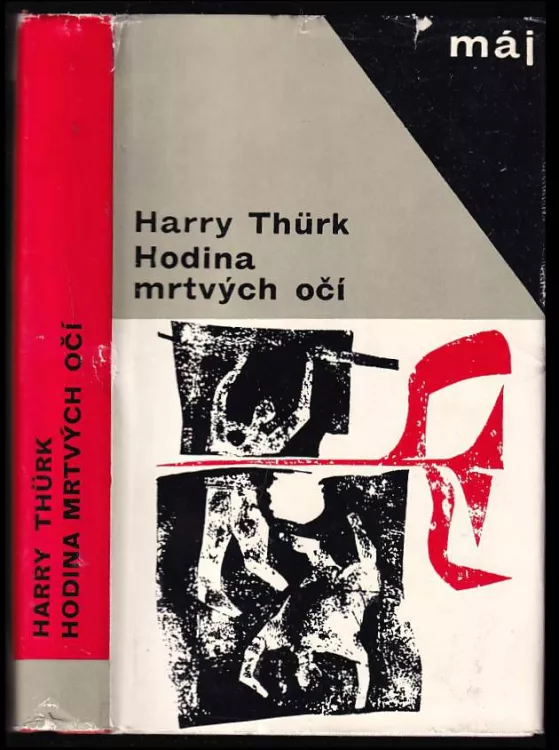 máj
Harry Thürk
Hodina
mrtvých očí
HARRY THÜRK
HODINA MRTVÝCH OČÍ